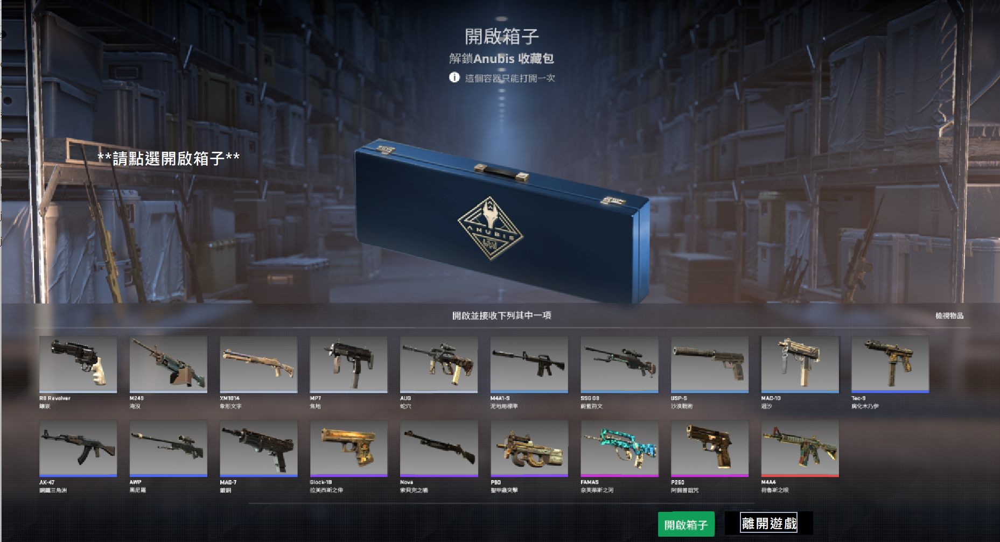 開啟箱子
解鎖Anubis 收藏包
這個容器只能打開一次
**請點選開啟箱子**
ANUBIS
開啟並接收下列其中一項
檢視物品
R8 Revolver
鑲嵌
M249
淹沒
XM1014
象形文字
MP7
焦地
AUG
蛇穴
M4A1-S
泥地用標準
SSG 08
蔚藍符文
USP-S
沙漠戰術
MAC-10
迴沙
Tec-9
腐化木乃伊
AK-47
鋼鐵三角洲
AWP
黑尼羅
MAG-7
鍍銅
Glock-18
拉美西斯之伸
Nova
索貝克之嘴
P90
聖甲蟲突擊
FAMAS
奈芙蒂斯之河
P250
阿佩普詛咒
M4A4
荷魯斯之眼
開啟箱子
離開遊戲